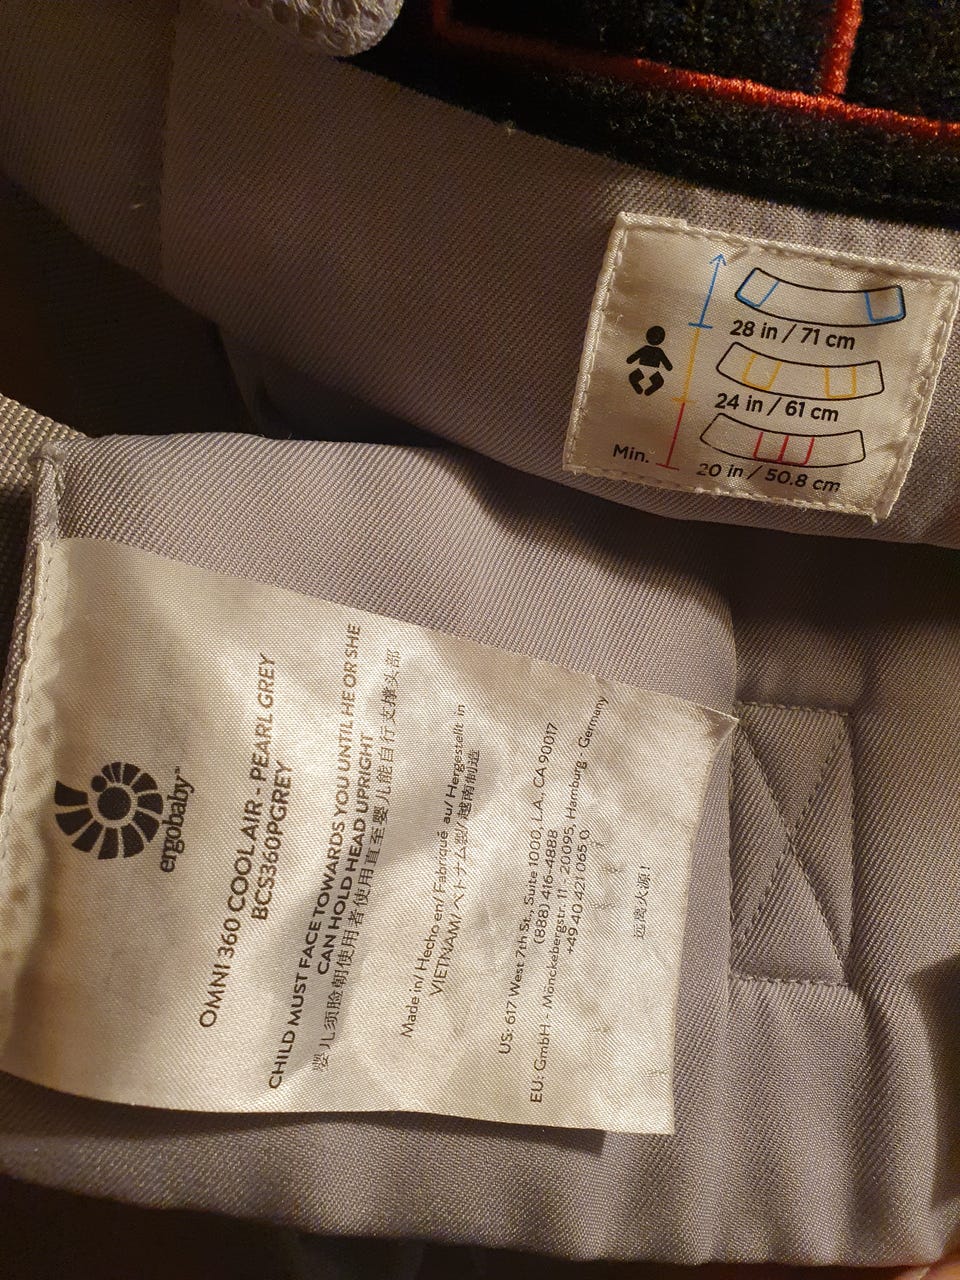 28 in / 71 cm
24 in / 61 cm
Min.
20 in / 50.8 cm
ergobaby™
OMNI 360 COOL AIR - PEARL GREY
BCS360PGREY
CHILD MUST FACE TOWARDS YOU UNTIL HE OR SHE
CAN HOLD HEAD UPRIGHT
婴儿须脸朝使用者使用直至婴儿能自行支撑头部
Made in/ Hecho en/ Fabriqué au/ Hergestellt in
VIETNAM/ ベトナム製/ 越南制造
US: 617 West 7th St., Suite 1000, L.A., CA 90017
(888) 416-4888
EU: GmbH - Mönckebergstr. 11 - 20095, Hamburg - Germany
+49 40 421 065 0
远离火源!